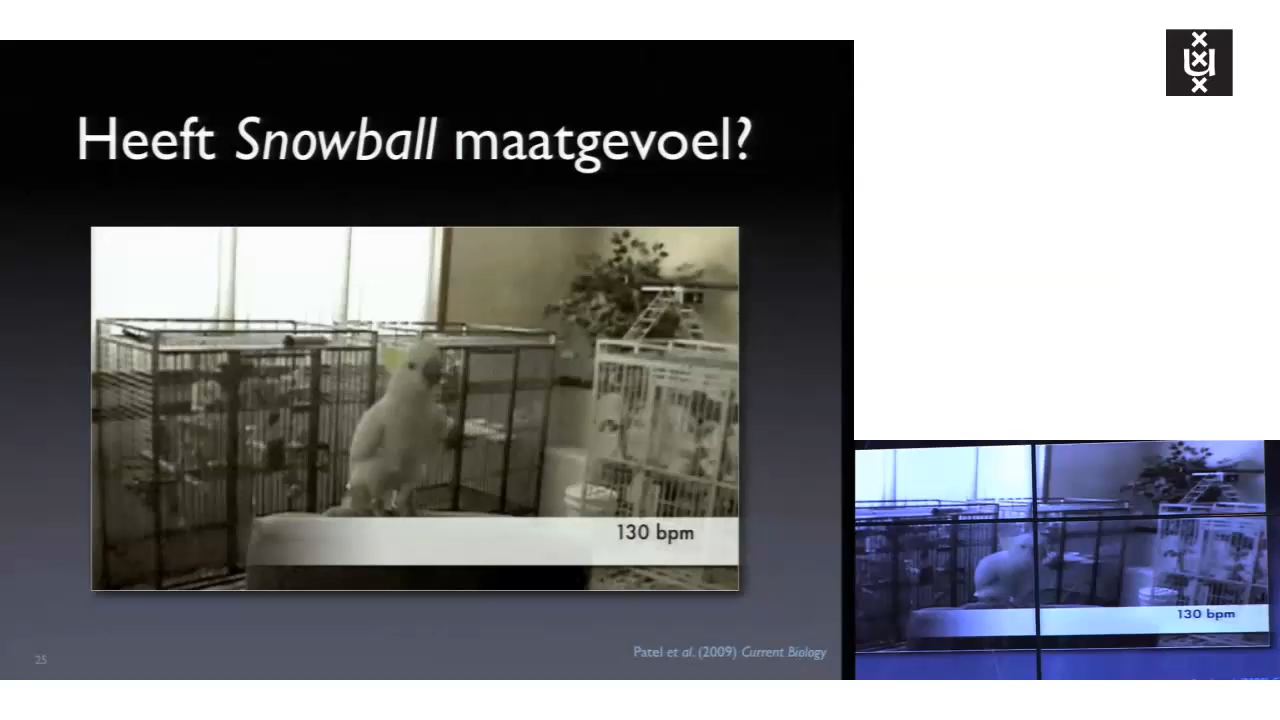 Heeft Snowball maatgevoel?
130 bpm
25
Patel et al. (2009) Current Biology
130 bpm